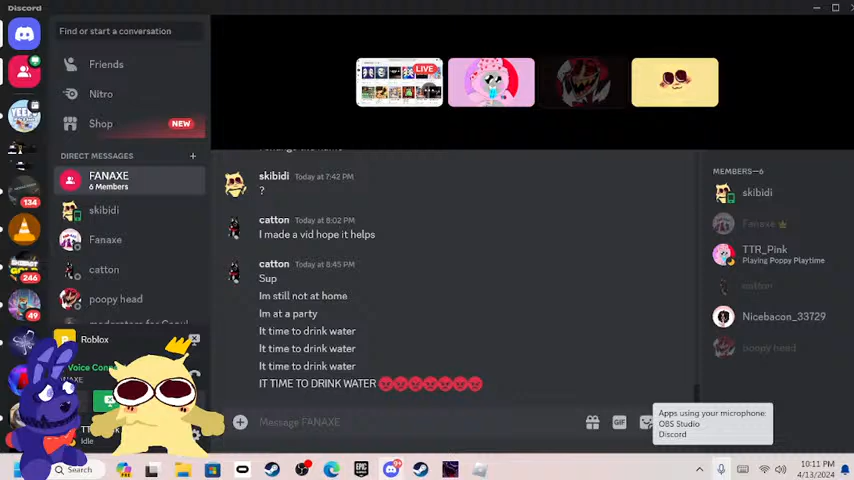 Discord
Find or start a conversation
Friends
Nitro
Shop
NEW
DIRECT MESSAGES
FANAXE
6 Members
skibidi
Fanaxe
catton
poopy head
134
246
49
Roblox
Voice
Idle
LIVE
skibidi Today at 7:42 PM
?
catton Today at 8:02 PM
I made a vid hope it helps
catton Today at 8:45 PM
Sup
Im still not at home
Im at a party
It time to drink water
It time to drink water
It time to drink water
IT TIME TO DRINK WATER
Message FANAXE
GIF
MEMBERS—6
skibidi
Fanaxe
TTR_Pink
Playing Poppy Playtime
catton
Nicebacon_33729
poopy head
Apps using your microphone:
OBS Studio
Discord
Search
10:11 PM
4/13/2024